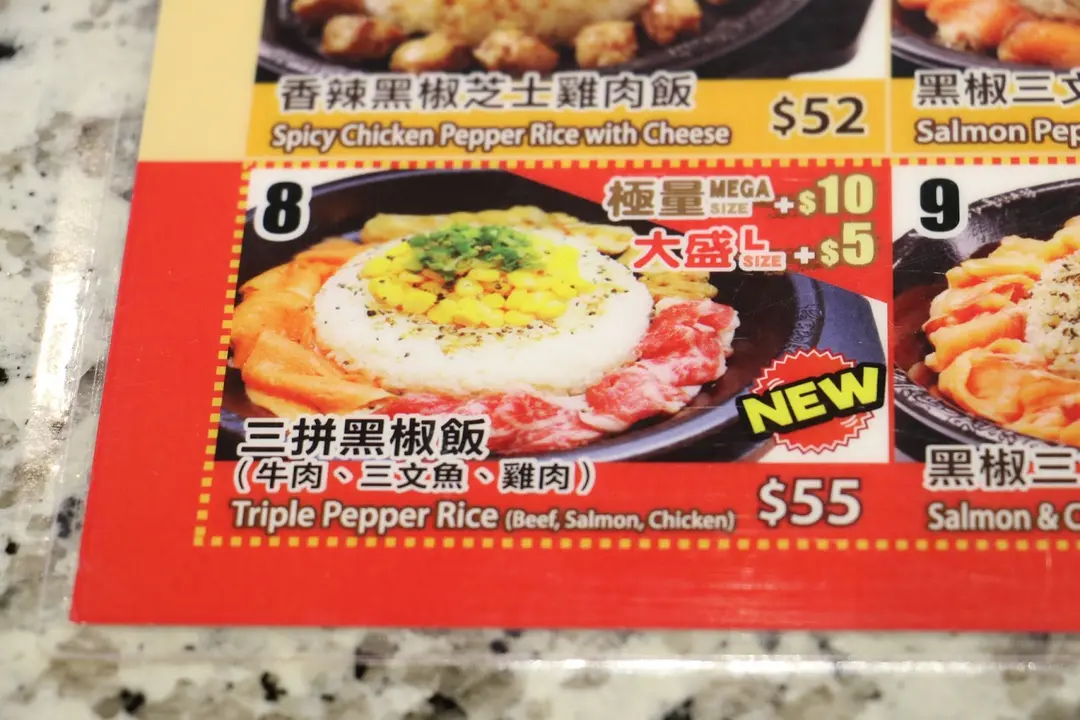 香辣黑椒芝士雞肉飯
Spicy Chicken Pepper Rice with Cheese
$52
黑椒三文
Salmon Pep
8
極量 MEGA SIZE +$10
大盛 L SIZE +$5
NEW
三拼黑椒飯
(牛肉、三文魚、雞肉)
Triple Pepper Rice (Beef, Salmon, Chicken)
$55
9
黑椒三
Salmon & C